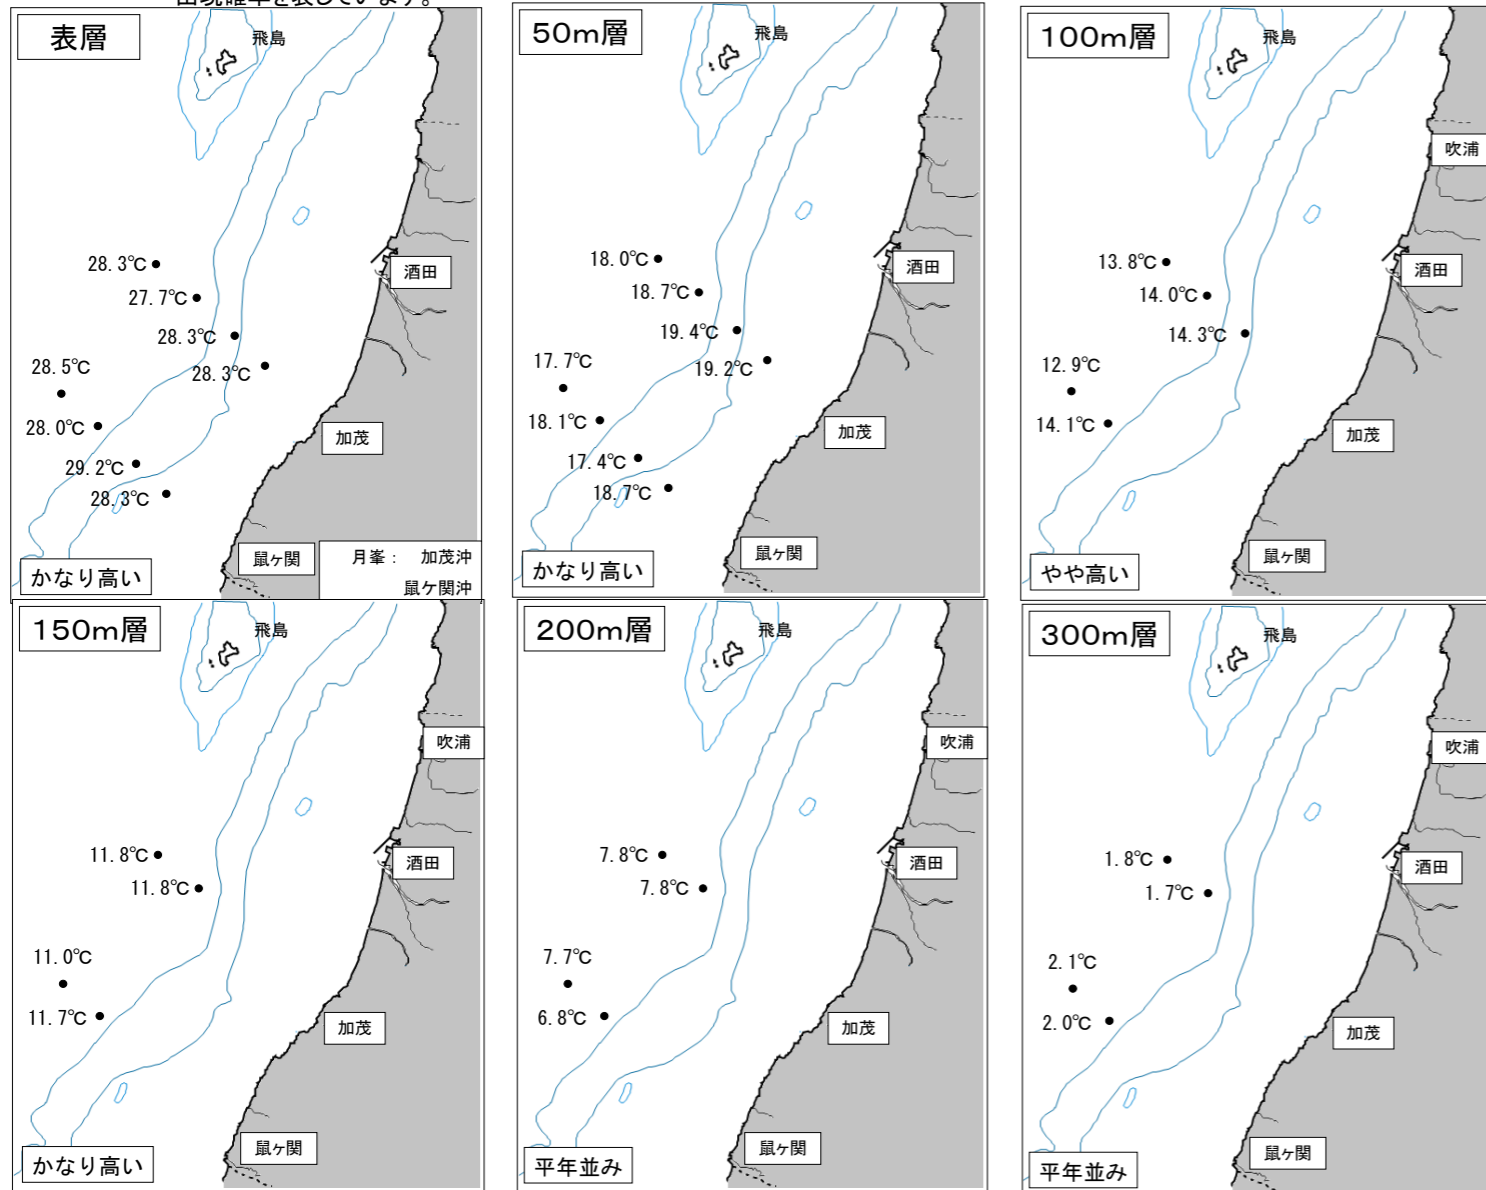 表層
飛島
28.3℃
27.7℃
酒田
28.3℃
28.3℃
28.5℃
28.0℃
加茂
29.2℃
28.3℃
鼠ヶ関
月峯： 加茂沖
鼠ケ関沖
かなり高い
50m層
飛島
18.0℃
酒田
18.7℃
19.4℃
19.2℃
17.7℃
18.1℃
加茂
17.4℃
18.7℃
鼠ヶ関
かなり高い
100m層
飛島
吹浦
13.8℃
酒田
14.0℃
14.3℃
12.9℃
14.1℃
加茂
鼠ヶ関
やや高い
150m層
飛島
吹浦
11.8℃
酒田
11.8℃
11.0℃
11.7℃
加茂
鼠ヶ関
かなり高い
200m層
飛島
吹浦
7.8℃
酒田
7.8℃
7.7℃
6.8℃
加茂
鼠ヶ関
平年並み
300m層
飛島
吹浦
1.8℃
酒田
1.7℃
2.1℃
2.0℃
加茂
鼠ヶ関
平年並み